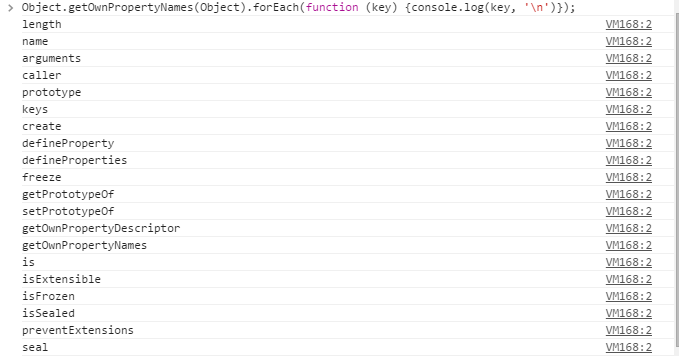 > Object.getOwnPropertyNames(Object).forEach(function (key) {console.log(key, '\n')});
length VM168:2
name VM168:2
arguments VM168:2
caller VM168:2
prototype VM168:2
keys VM168:2
create VM168:2
defineProperty VM168:2
defineProperties VM168:2
freeze VM168:2
getPrototypeOf VM168:2
setPrototypeOf VM168:2
getOwnPropertyDescriptor VM168:2
getOwnPropertyNames VM168:2
is VM168:2
isExtensible VM168:2
isFrozen VM168:2
isSealed VM168:2
preventExtensions VM168:2
seal VM168:2